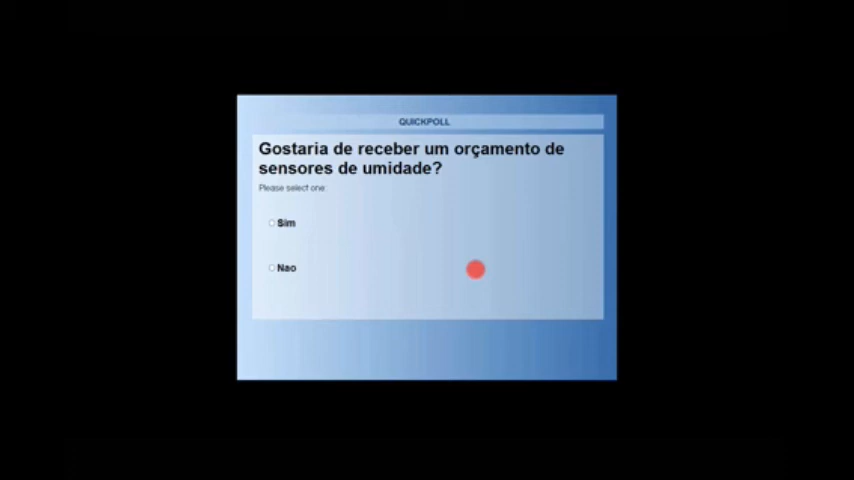 QUICKPOLL
Gostaria de receber um orçamento de
sensores de umidade?
Please select one:
Sim
Nao